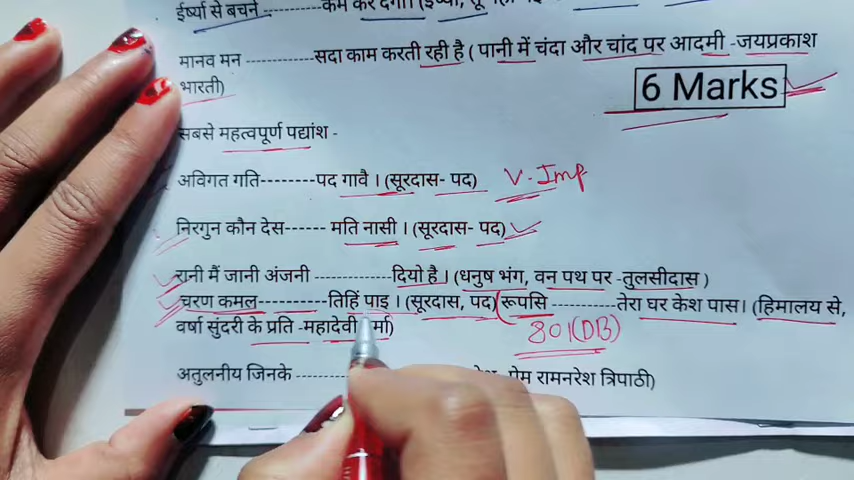 ईर्ष्या से बचने ----------- कम कर देगा। (ईर्ष्या, तू
मानव मन ------------सदा काम करती रही है ( पानी में चंदा और चांद पर आदमी -जयप्रकाश
भारती)
6 Marks
सबसे महत्वपूर्ण पद्यांश -
अविगत गति-------- पद गावै । (सूरदास- पद) V. Imp
निरगुन कौन देस------ मति नासी । (सूरदास- पद)
रानी मैं जानी अंजनी ------------दियो है । (धनुष भंग, वन पथ पर -तुलसीदास )
चरण कमल----------तिहिं पाइ । (सूरदास, पद) रूपसि ----------तेरा घर केश पास। (हिमालय से,
वर्षा सुंदरी के प्रति -महादेवी वर्मा) 801(DB)
अतुलनीय जिनके -------- प्रेम रामनरेश त्रिपाठी)